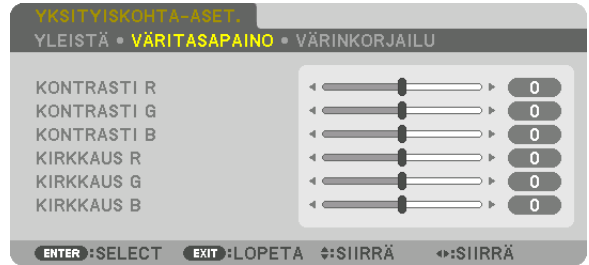 YKSITYISKOHTA-ASET.
YLEISTÄ • VÄRITASAPAINO • VÄRINKORJAILU
KONTRASTI R 0
KONTRASTI G 0
KONTRASTI B 0
KIRKKAUS R 0
KIRKKAUS G 0
KIRKKAUS B 0
ENTER :SELECT EXIT :LOPETA :SIIRRÄ :SIIRRÄ